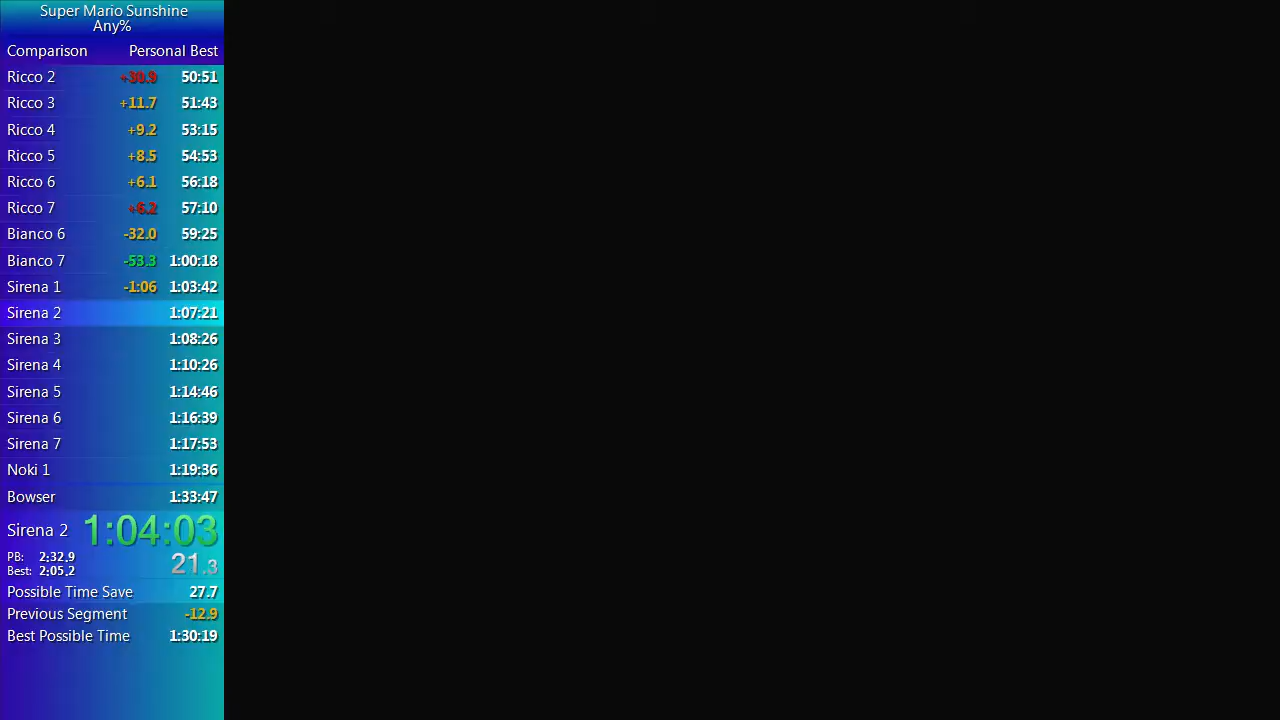 Super Mario Sunshine
Any%
Comparison Personal Best
Ricco 2 +30.9 50:51
Ricco 3 +11.7 51:43
Ricco 4 +9.2 53:15
Ricco 5 +8.5 54:53
Ricco 6 +6.1 56:18
Ricco 7 +6.2 57:10
Bianco 6 -32.0 59:25
Bianco 7 -53.3 1:00:18
Sirena 1 -1:06 1:03:42
Sirena 2 1:07:21
Sirena 3 1:08:26
Sirena 4 1:10:26
Sirena 5 1:14:46
Sirena 6 1:16:39
Sirena 7 1:17:53
Noki 1 1:19:36
Bowser 1:33:47
Sirena 2 1:04:03
PB: 2:32.9
Best: 2:05.2 21.3
Possible Time Save 27.7
Previous Segment -12.9
Best Possible Time 1:30:19